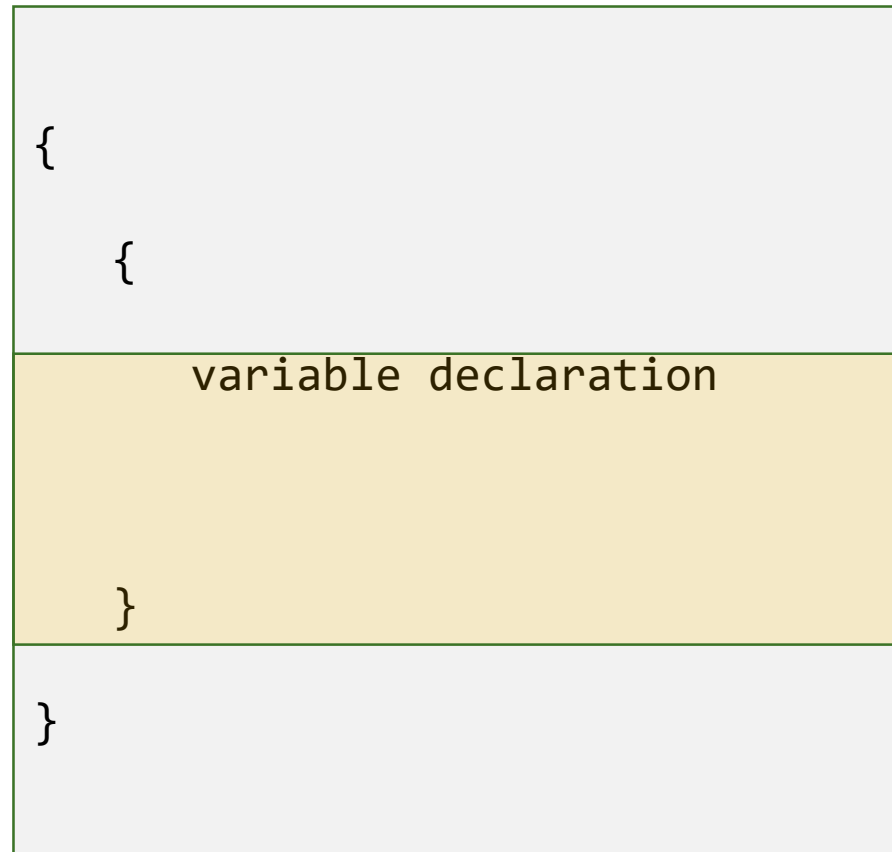 {
{
variable declaration
}
}